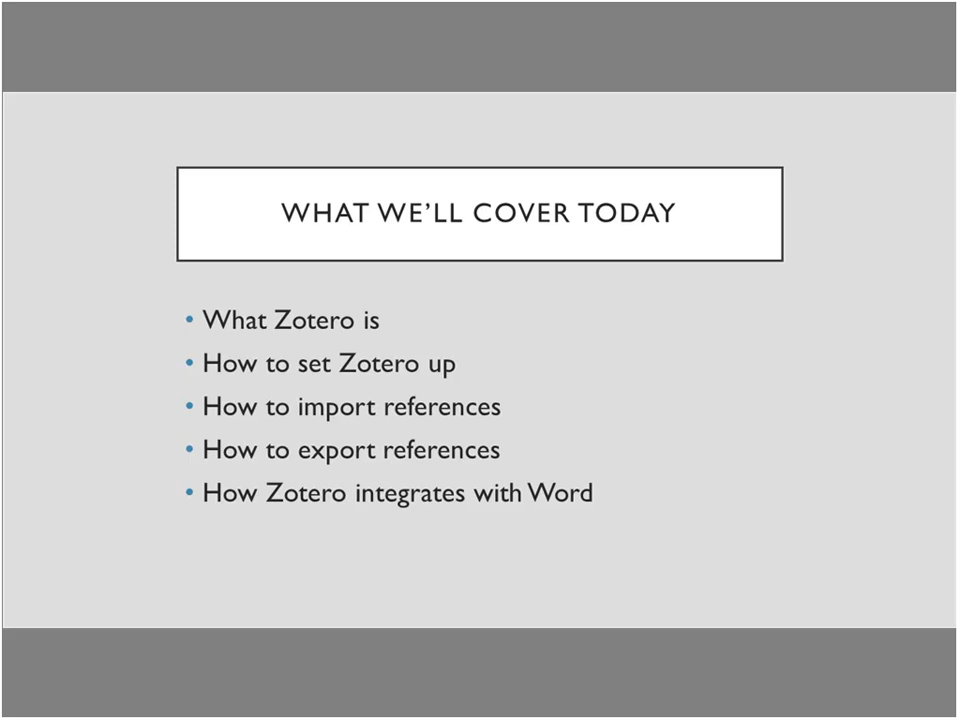 WHAT WE’LL COVER TODAY
• What Zotero is
• How to set Zotero up
• How to import references
• How to export references
• How Zotero integrates with Word